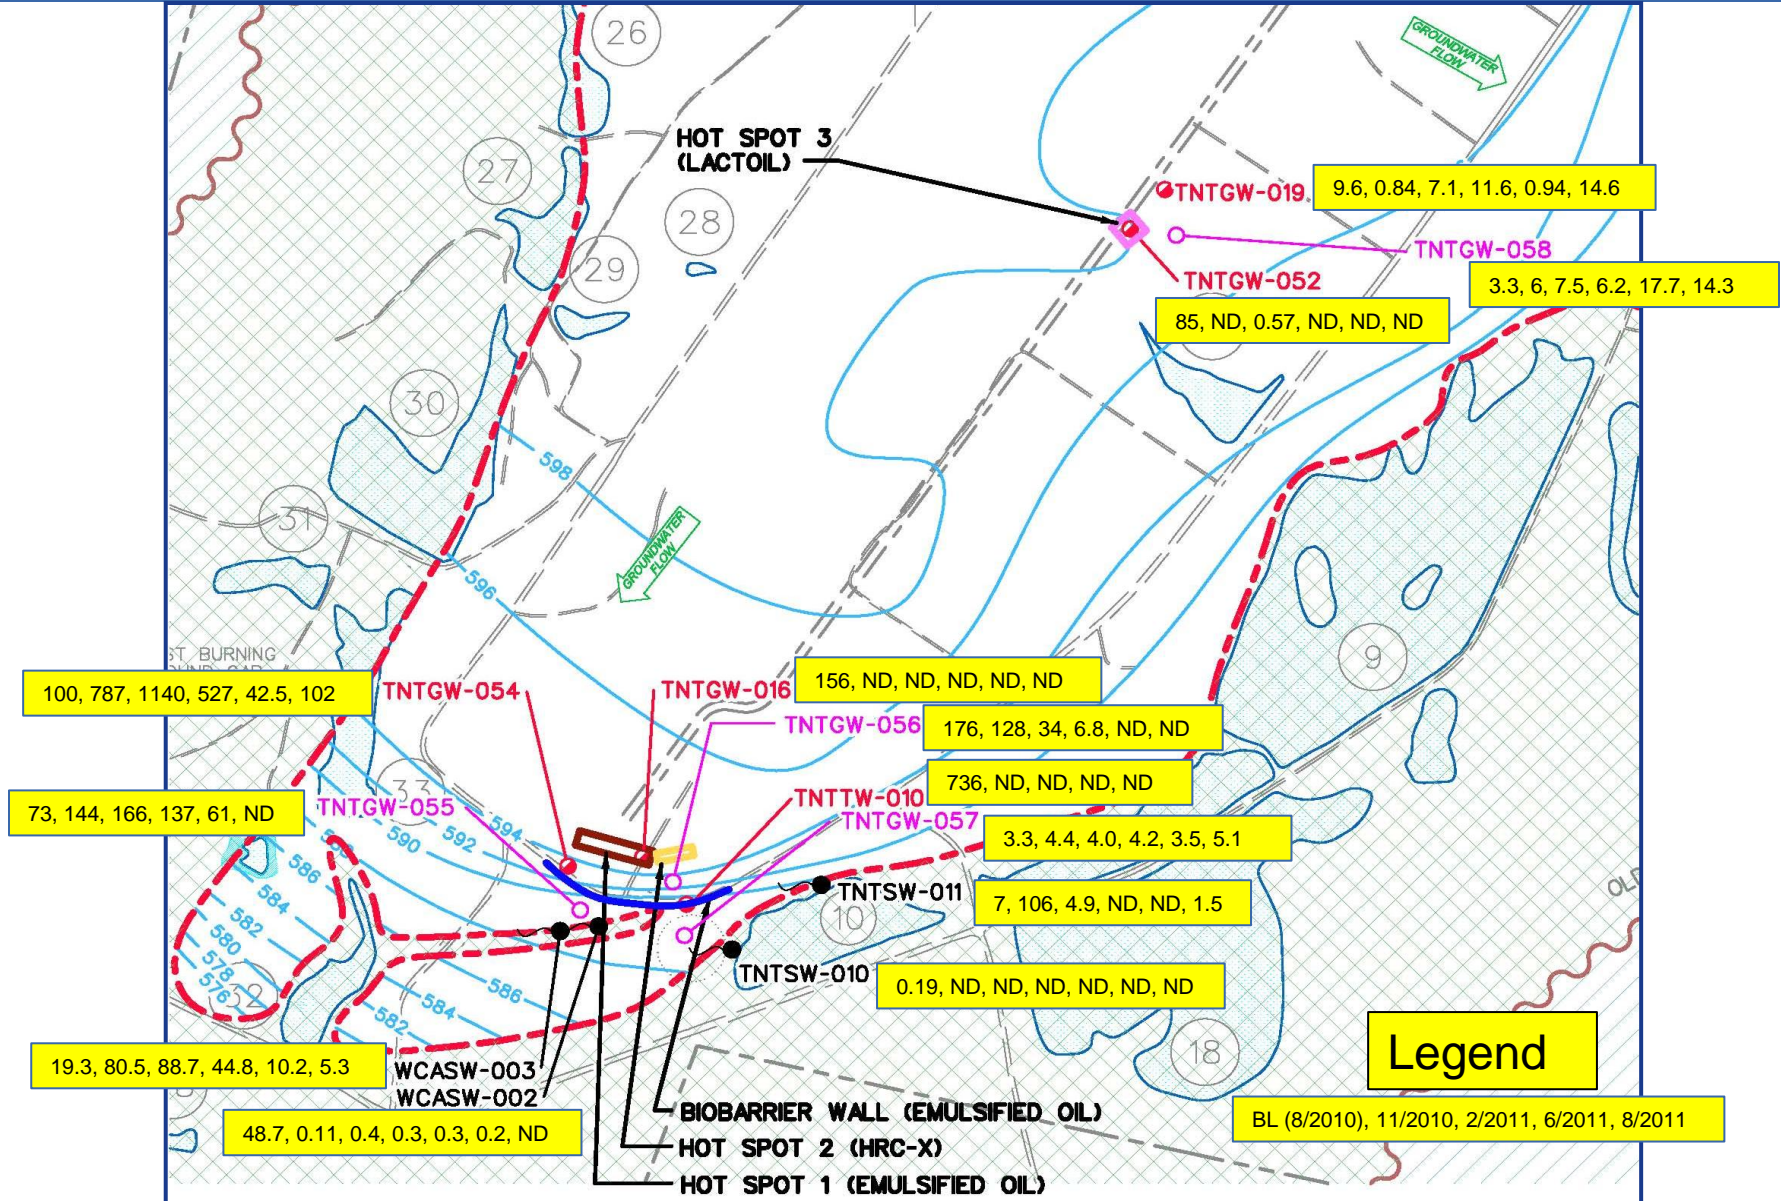 26
GROUNDWATER
FLOW
HOT SPOT 3
(LACTOIL)
27
28
TNTGW-019
9.6, 0.84, 7.1, 11.6, 0.94, 14.6
TNTGW-058
29
TNTGW-052
3.3, 6, 7.5, 6.2, 17.7, 14.3
85, ND, 0.57, ND, ND, ND
30
598
31
GROUNDWATER
FLOW
596
ST BURNING
9
100, 787, 1140, 527, 42.5, 102
TNTGW-054
TNTGW-016
156, ND, ND, ND, ND, ND
TNTGW-056
176, 128, 34, 6.8, ND, ND
33
736, ND, ND, ND, ND
73, 144, 166, 137, 61, ND
TNTGW-055
TNTTW-010
TNTGW-057
594
592
590
3.3, 4.4, 4.0, 4.2, 3.5, 5.1
586
584
582
580
578
576
TNTSW-011
7, 106, 4.9, ND, ND, 1.5
10
OLD
TNTSW-010
0.19, ND, ND, ND, ND, ND, ND
32
586
584
582
18
Legend
19.3, 80.5, 88.7, 44.8, 10.2, 5.3
WCASW-003
WCASW-002
48.7, 0.11, 0.4, 0.3, 0.3, 0.2, ND
BIOBARRIER WALL (EMULSIFIED OIL)
BL (8/2010), 11/2010, 2/2011, 6/2011, 8/2011
HOT SPOT 2 (HRC-X)
HOT SPOT 1 (EMULSIFIED OIL)